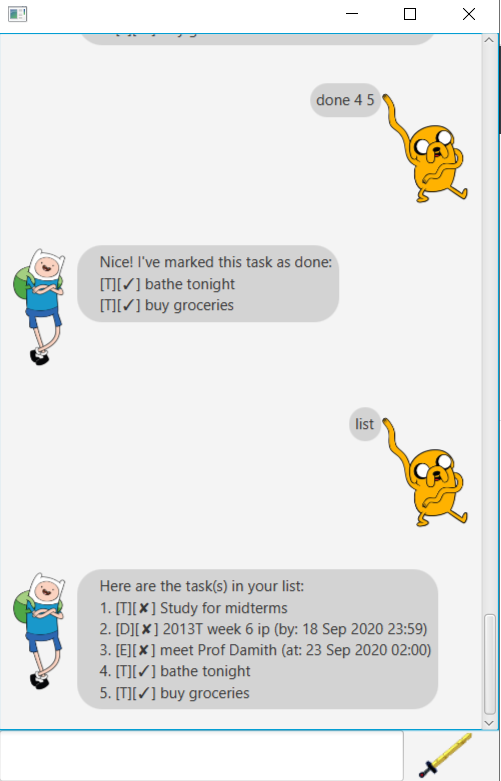 done 4 5
Nice! I've marked this task as done:
[T][✓] bathe tonight
[T][✓] buy groceries
list
Here are the task(s) in your list:
1. [T][✘] Study for midterms
2. [D][✘] 2013T week 6 ip (by: 18 Sep 2020 23:59)
3. [E][✘] meet Prof Damith (at: 23 Sep 2020 02:00)
4. [T][✓] bathe tonight
5. [T][✓] buy groceries